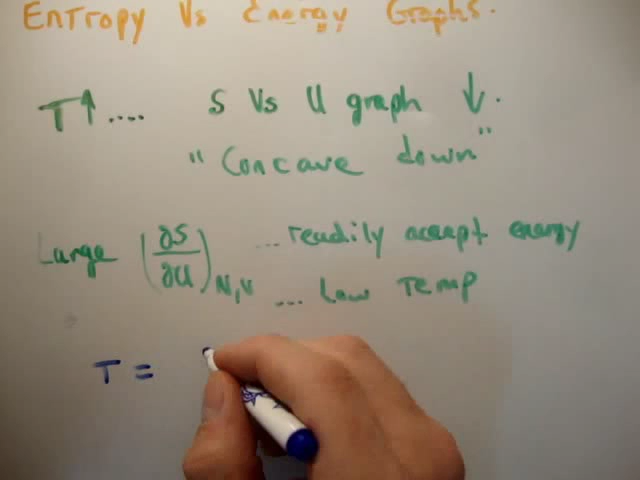 Entropy Vs Energy Graphs.
T↑.... S Vs U graph ↓.
"Concave down"
Large (∂S/∂U)N,V ... readily accept energy
... Low Temp
T =